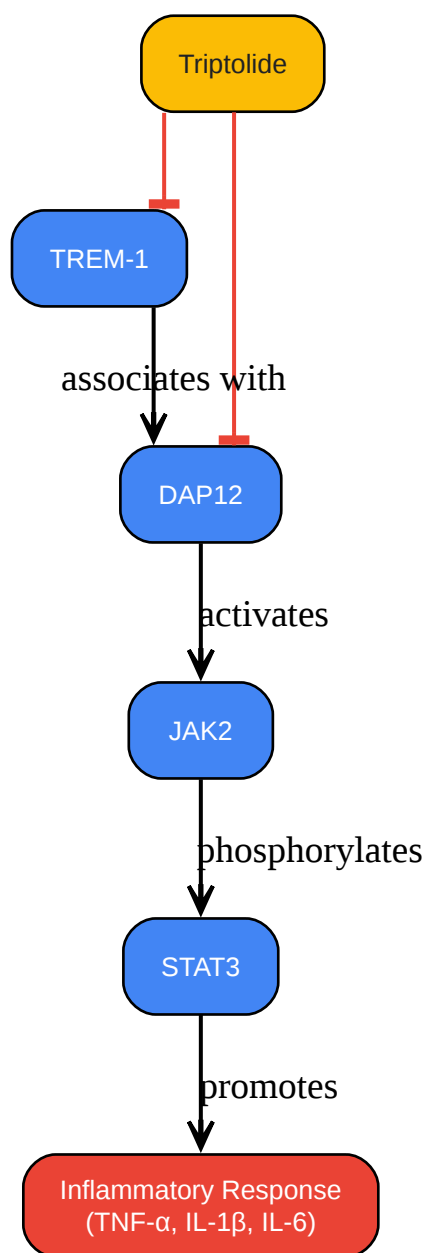 Triptolide
TREM-1
associates with
DAP12
activates
JAK2
phosphorylates
STAT3
promotes
Inflammatory Response
(TNF-α, IL-1β, IL-6)